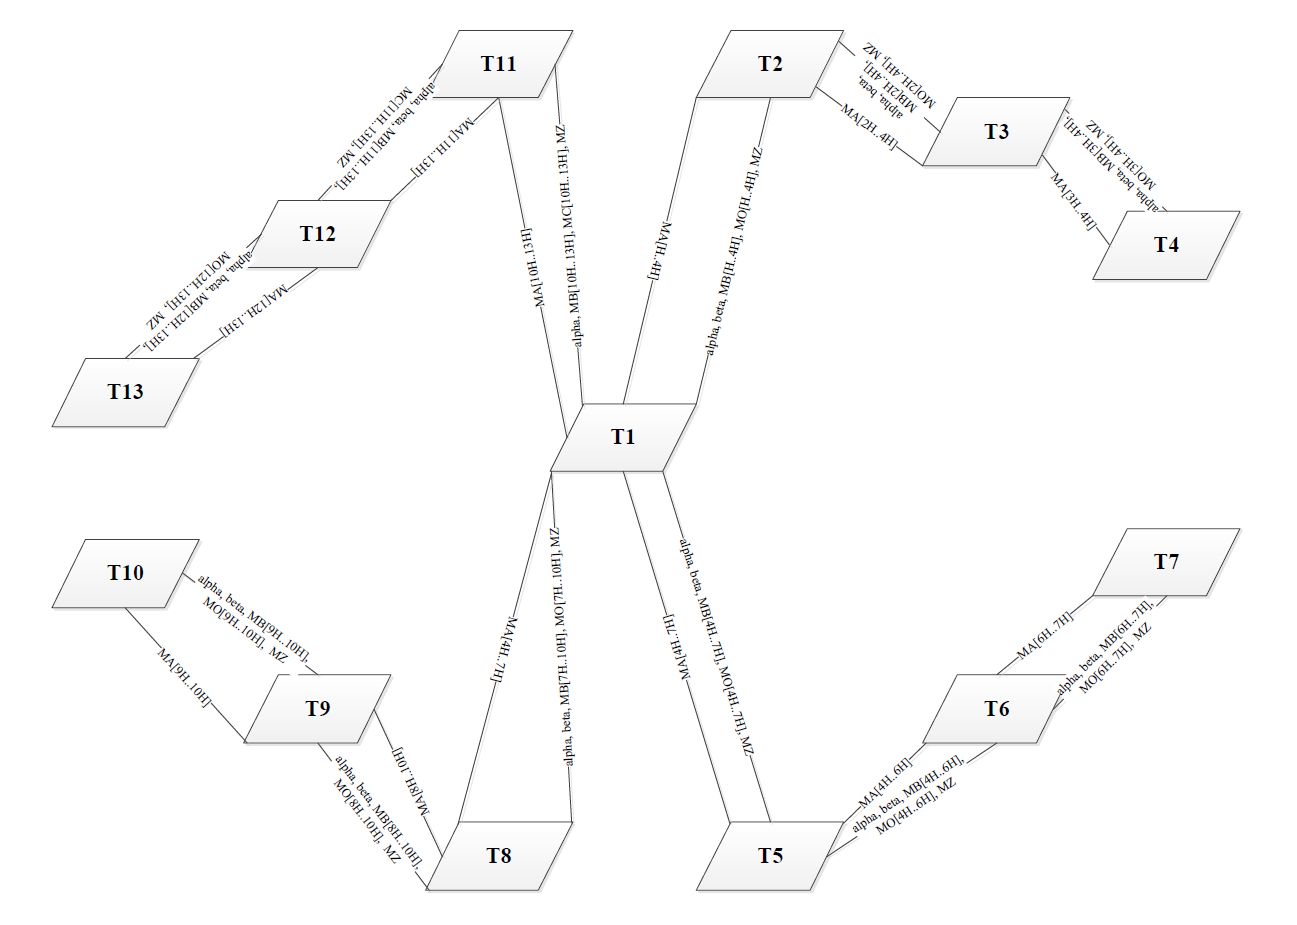 T11
T2
alpha, beta, MB[11H..13H],
MC[11H..13H], MZ
MA[11H..13H]
alpha, beta,
MB[2H..4H],
MO[2H..4H], MZ
MA[2H..4H]
T3
alpha, beta, MB[3H..4H],
MO[3H..4H], MZ
MA[3H..4H]
T12
T4
MA[10H..13H]
alpha, MB[10H..13H], MC[10H..13H], MZ
MA[H..4H]
alpha, beta, MB[H..4H], MO[H..4H], MZ
alpha, beta, MB[12H..13H],
MO[12H..13H], MZ
MA[12H..13H]
T13
T1
T10
alpha, beta, MB[9H..10H],
MO[9H..10H], MZ
MA[9H..10H]
T7
MA[4H..7H]
alpha, beta, MB[7H..10H], MO[7H..10H], MZ
MA[4H..7H]
alpha, beta, MB[4H..7H], MO[4H..7H], MZ
MA[6H..7H]
alpha, beta, MB[6H..7H],
MO[6H..7H], MZ
T9
T6
MA[8H..10H]
alpha, beta, MB[8H..10H],
MO[8H..10H], MZ
MA[4H..6H]
alpha, beta, MB[4H..6H],
MO[4H..6H], MZ
T8
T5